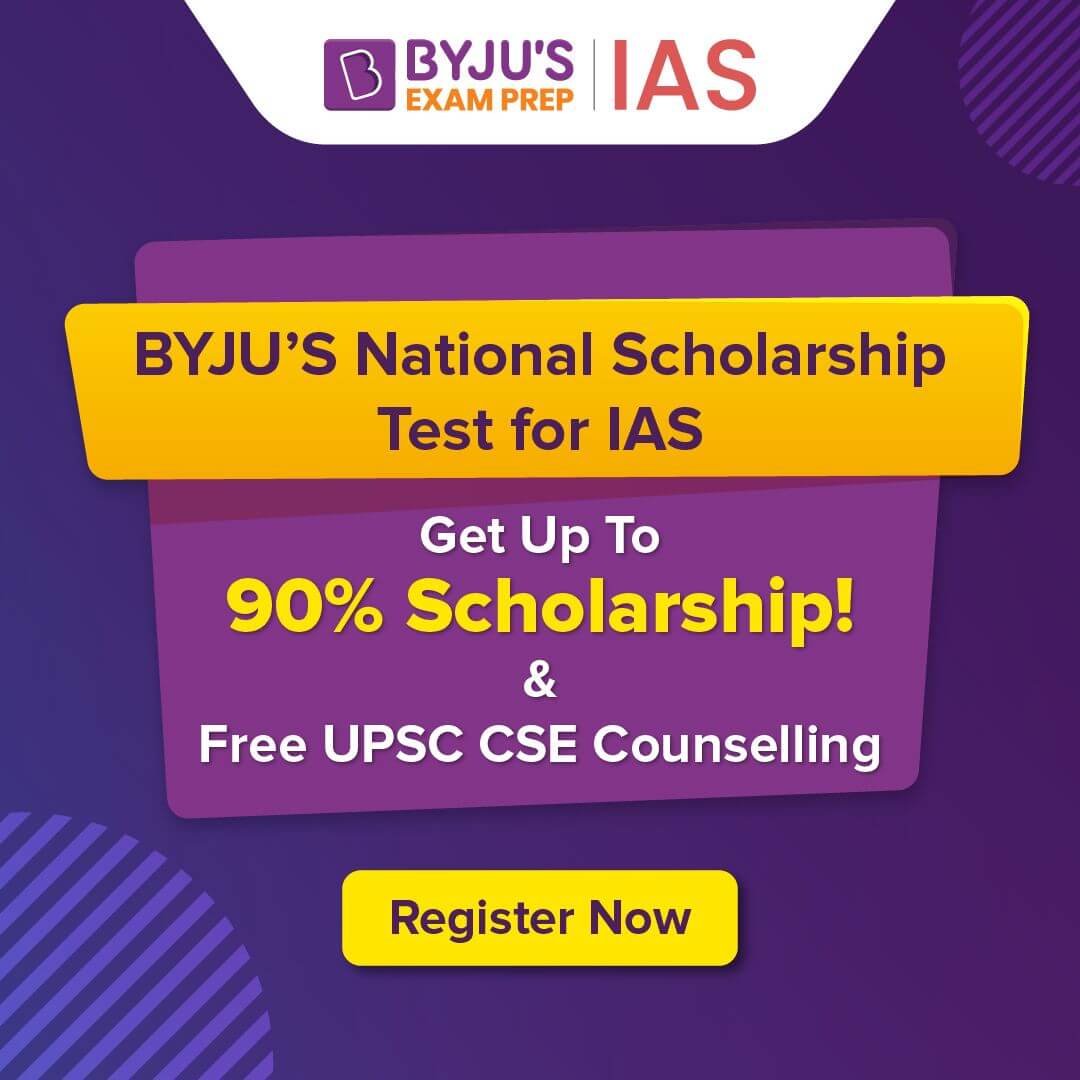 BYJU'S
EXAM PREP
IAS
BYJU’S National Scholarship
Test for IAS
Get Up To
90% Scholarship!
&
Free UPSC CSE Counselling
Register Now